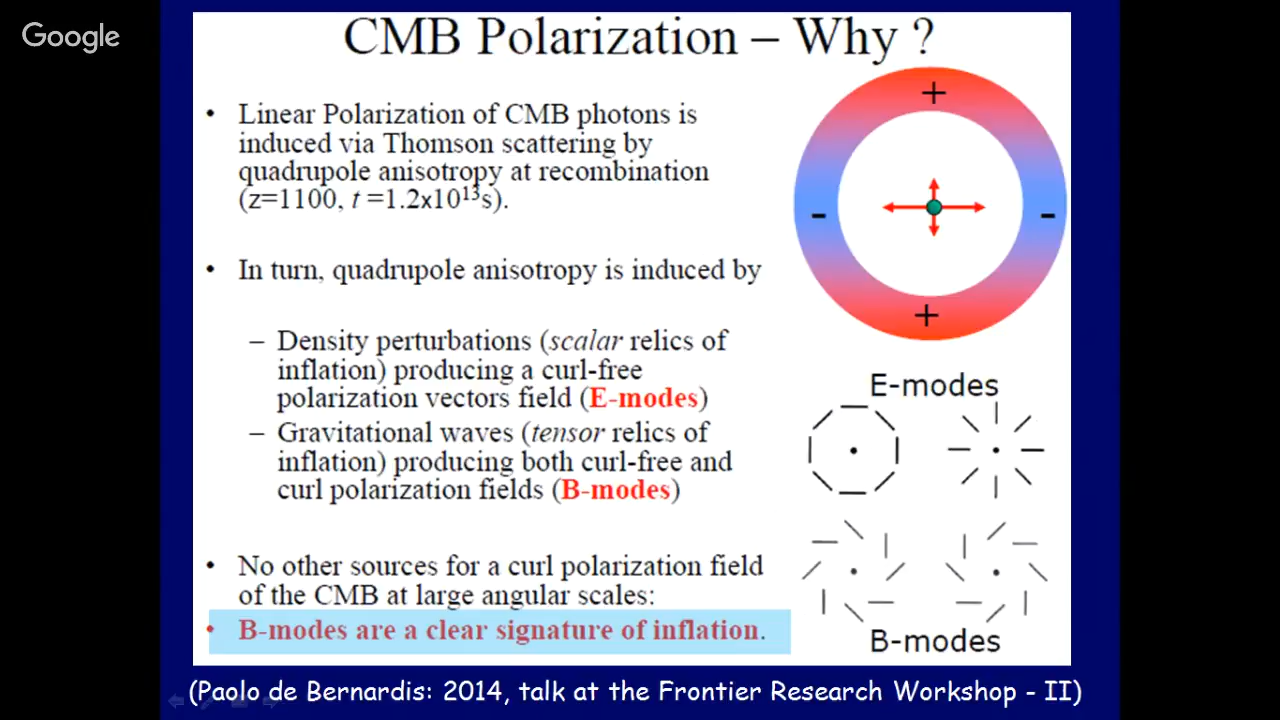 Google
CMB Polarization – Why ?
• Linear Polarization of CMB photons is
induced via Thomson scattering by
quadrupole anisotropy at recombination
(z=1100, t =1.2x10¹³s).
• In turn, quadrupole anisotropy is induced by
– Density perturbations (scalar relics of
inflation) producing a curl-free
polarization vectors field (E-modes)
– Gravitational waves (tensor relics of
inflation) producing both curl-free and
curl polarization fields (B-modes)
• No other sources for a curl polarization field
of the CMB at large angular scales:
• B-modes are a clear signature of inflation.
+
- -
+
E-modes
B-modes
(Paolo de Bernardis: 2014, talk at the Frontier Research Workshop - II)